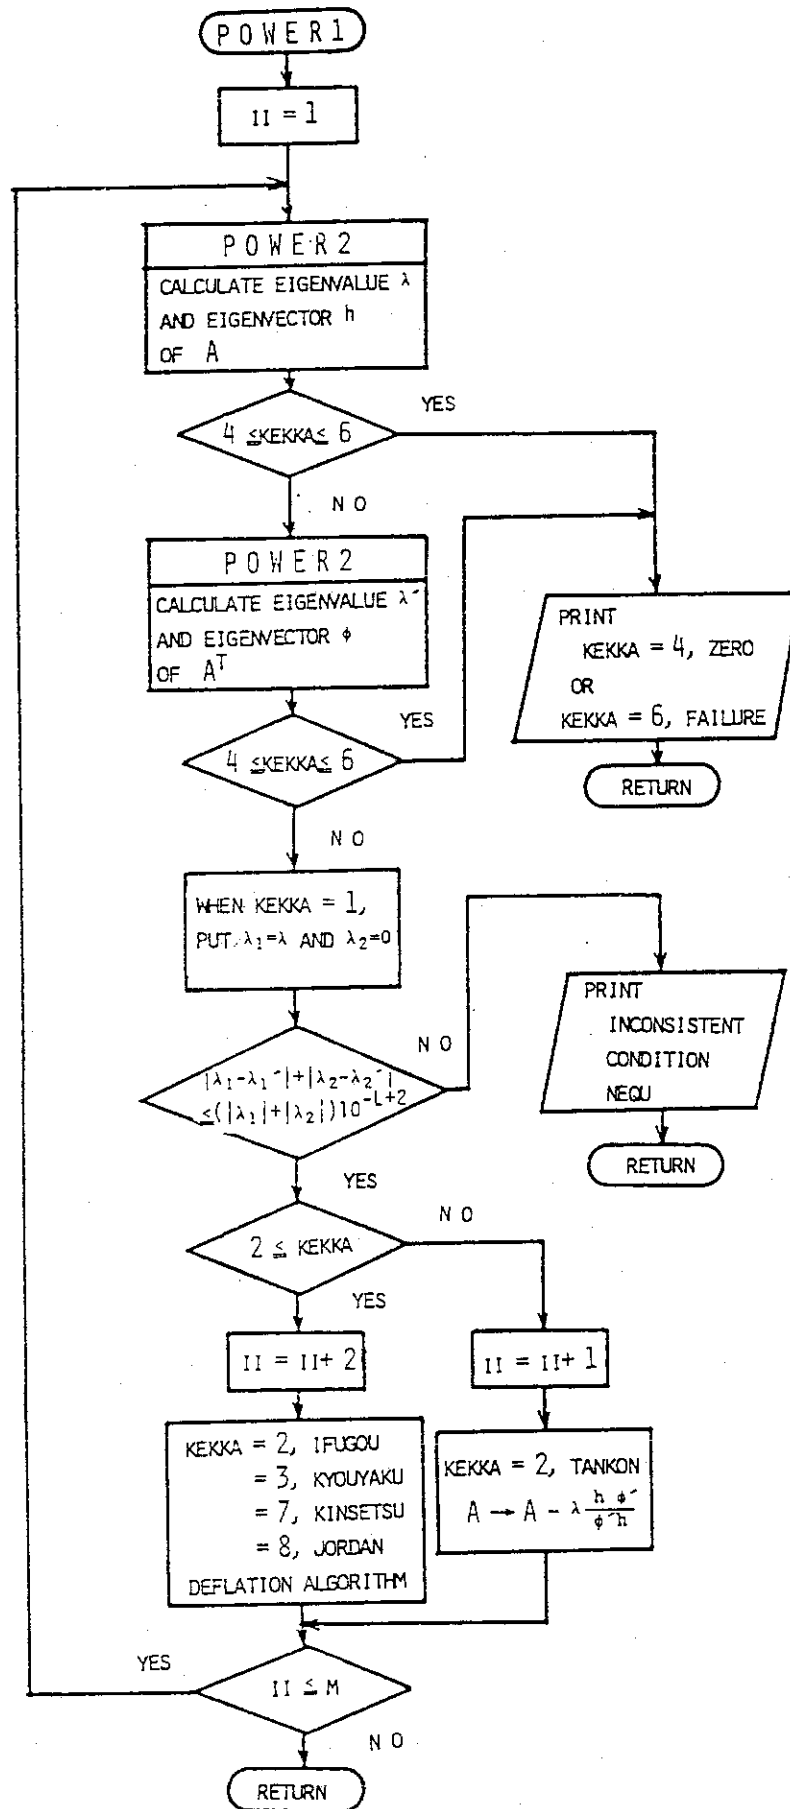 POWER1
II = 1
POWER2
CALCULATE EIGENVALUE λ
AND EIGENVECTOR h
OF A
YES
4 ≤KEKKA≤ 6
NO
POWER2
CALCULATE EIGENVALUE λ´
AND EIGENVECTOR φ
OF Aᵀ
PRINT
KEKKA = 4, ZERO
OR
KEKKA = 6, FAILURE
YES
4 ≤KEKKA≤ 6
RETURN
NO
WHEN KEKKA = 1,
PUT λ₁=λ AND λ₂=0
PRINT
INCONSISTENT
CONDITION
NEQU
NO
|λ₁-λ₁´|+|λ₂-λ₂´|
≤(|λ₁|+|λ₂|)10⁻ᴸ⁺²
RETURN
YES
NO
2 ≤ KEKKA
YES
II = II+ 2
II = II+ 1
KEKKA = 2, IFUGOU
= 3, KYOUYAKU
= 7, KINSETSU
= 8, JORDAN
DEFLATION ALGORITHM
KEKKA = 2, TANKON
A → A - λ h φ´ / φ´h
YES
II ≤ M
NO
RETURN